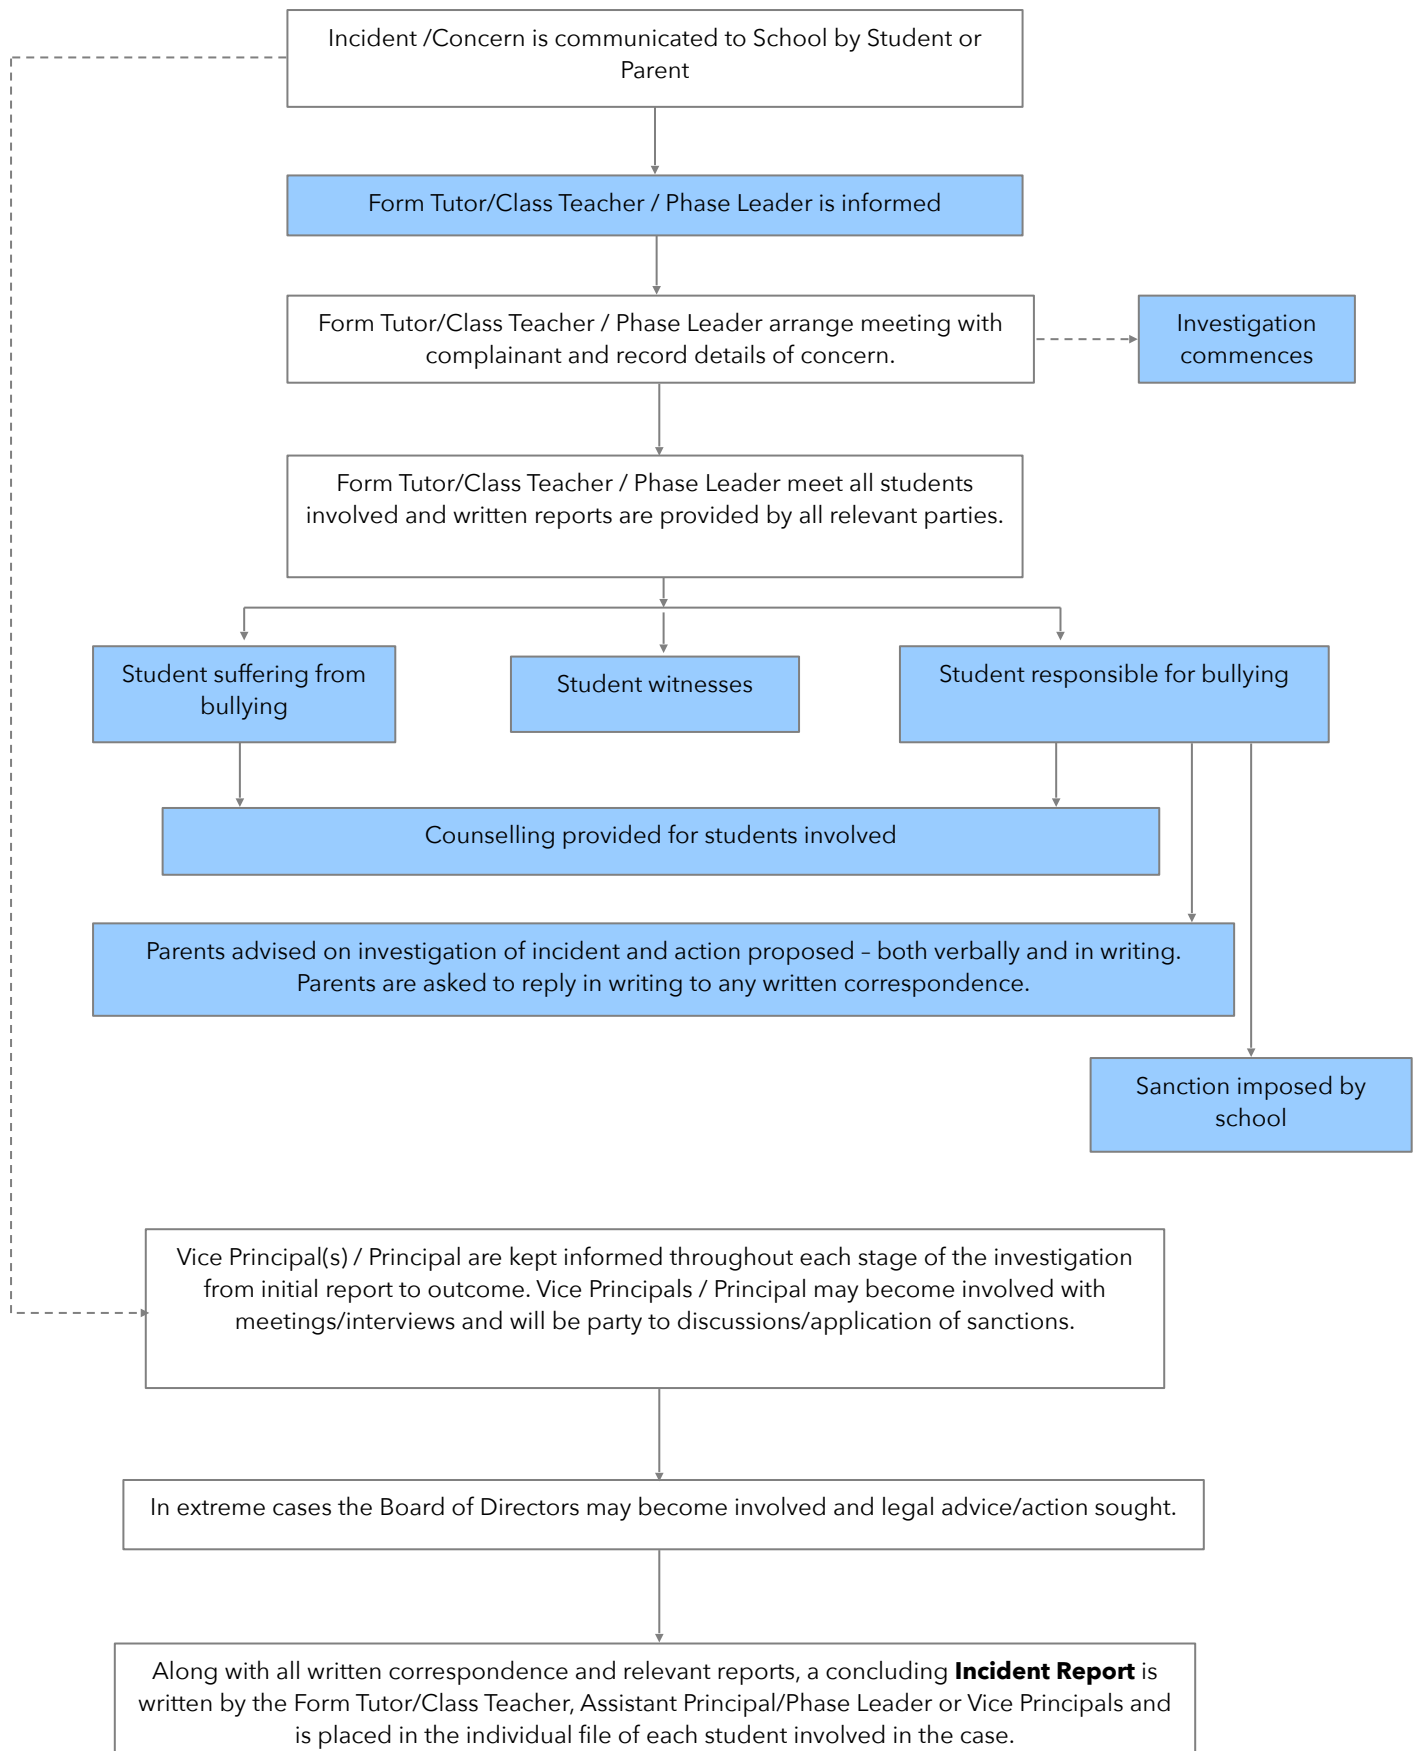 Incident /Concern is communicated to School by Student or
Parent
Form Tutor/Class Teacher / Phase Leader is informed
Form Tutor/Class Teacher / Phase Leader arrange meeting with
complainant and record details of concern.
Investigation
commences
Form Tutor/Class Teacher / Phase Leader meet all students
involved and written reports are provided by all relevant parties.
Student suffering from
bullying
Student witnesses
Student responsible for bullying
Counselling provided for students involved
Parents advised on investigation of incident and action proposed – both verbally and in writing.
Parents are asked to reply in writing to any written correspondence.
Sanction imposed by
school
Vice Principal(s) / Principal are kept informed throughout each stage of the investigation
from initial report to outcome. Vice Principals / Principal may become involved with
meetings/interviews and will be party to discussions/application of sanctions.
In extreme cases the Board of Directors may become involved and legal advice/action sought.
Along with all written correspondence and relevant reports, a concluding Incident Report is
written by the Form Tutor/Class Teacher, Assistant Principal/Phase Leader or Vice Principals and
is placed in the individual file of each student involved in the case.